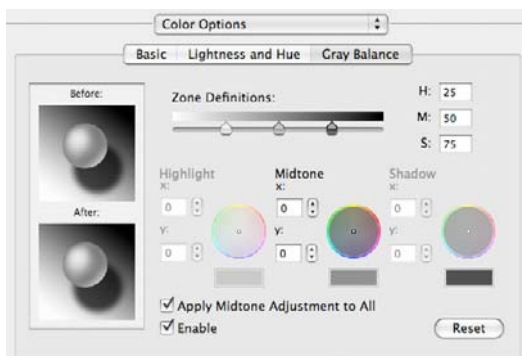 Color Options
Basic Lightness and Hue Gray Balance
Before:
After:
Zone Definitions:
H: 25
M: 50
S: 75
Highlight Midtone Shadow
x: x: x:
0 0 0
y: y: y:
0 0 0
Apply Midtone Adjustment to All
Enable
Reset